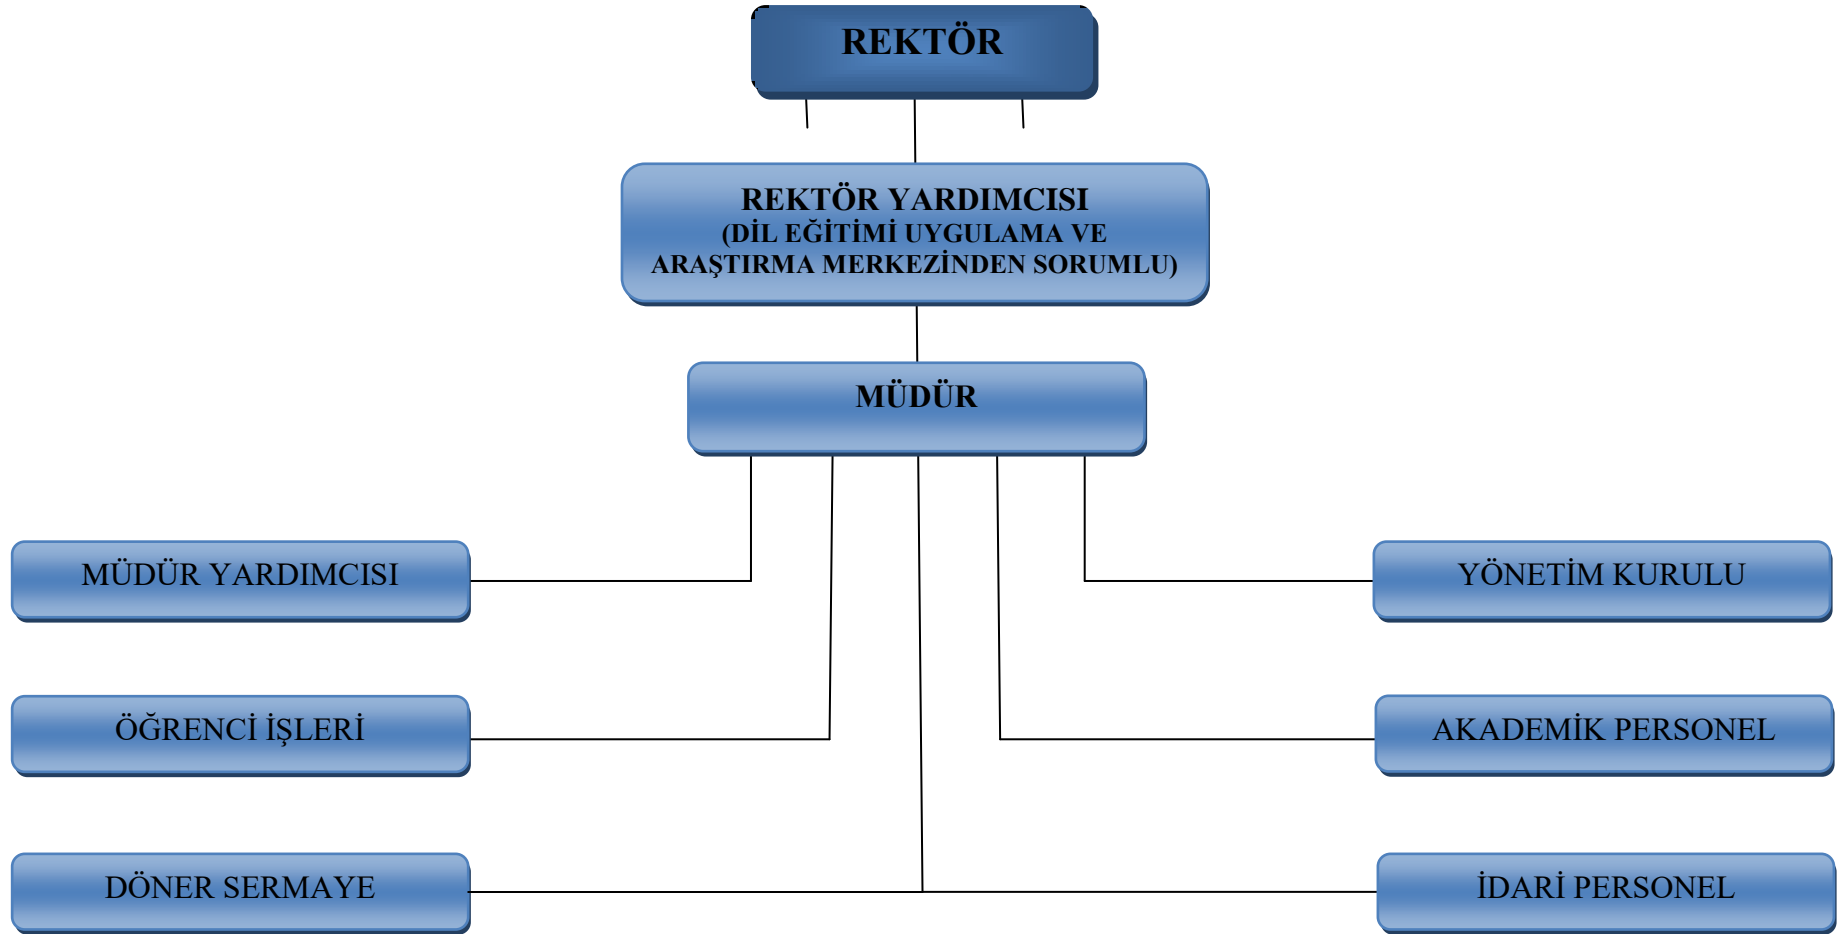 REKTÖR
REKTÖR YARDIMCISI
(DİL EĞİTİMİ UYGULAMA VE
ARAŞTIRMA MERKEZİNDEN SORUMLU)
MÜDÜR
MÜDÜR YARDIMCISI
YÖNETİM KURULU
ÖĞRENCİ İŞLERİ
AKADEMİK PERSONEL
DÖNER SERMAYE
İDARİ PERSONEL